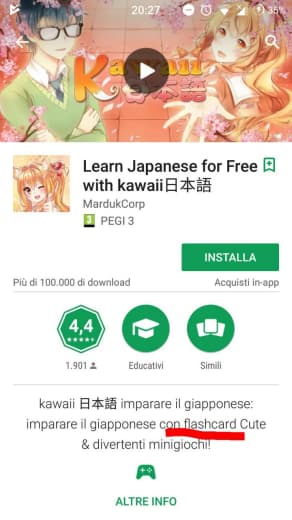 20:27
35%
Kawaii
日本語
Learn Japanese for Free
with kawaii日本語
MardukCorp
3 PEGI 3
INSTALLA
Più di 100.000 di download
Acquisti in-app
4,4
1.901
Educativi
Simili
kawaii 日本語 imparare il giapponese:
imparare il giapponese con flashcard Cute
& divertenti minigiochi!
ALTRE INFO